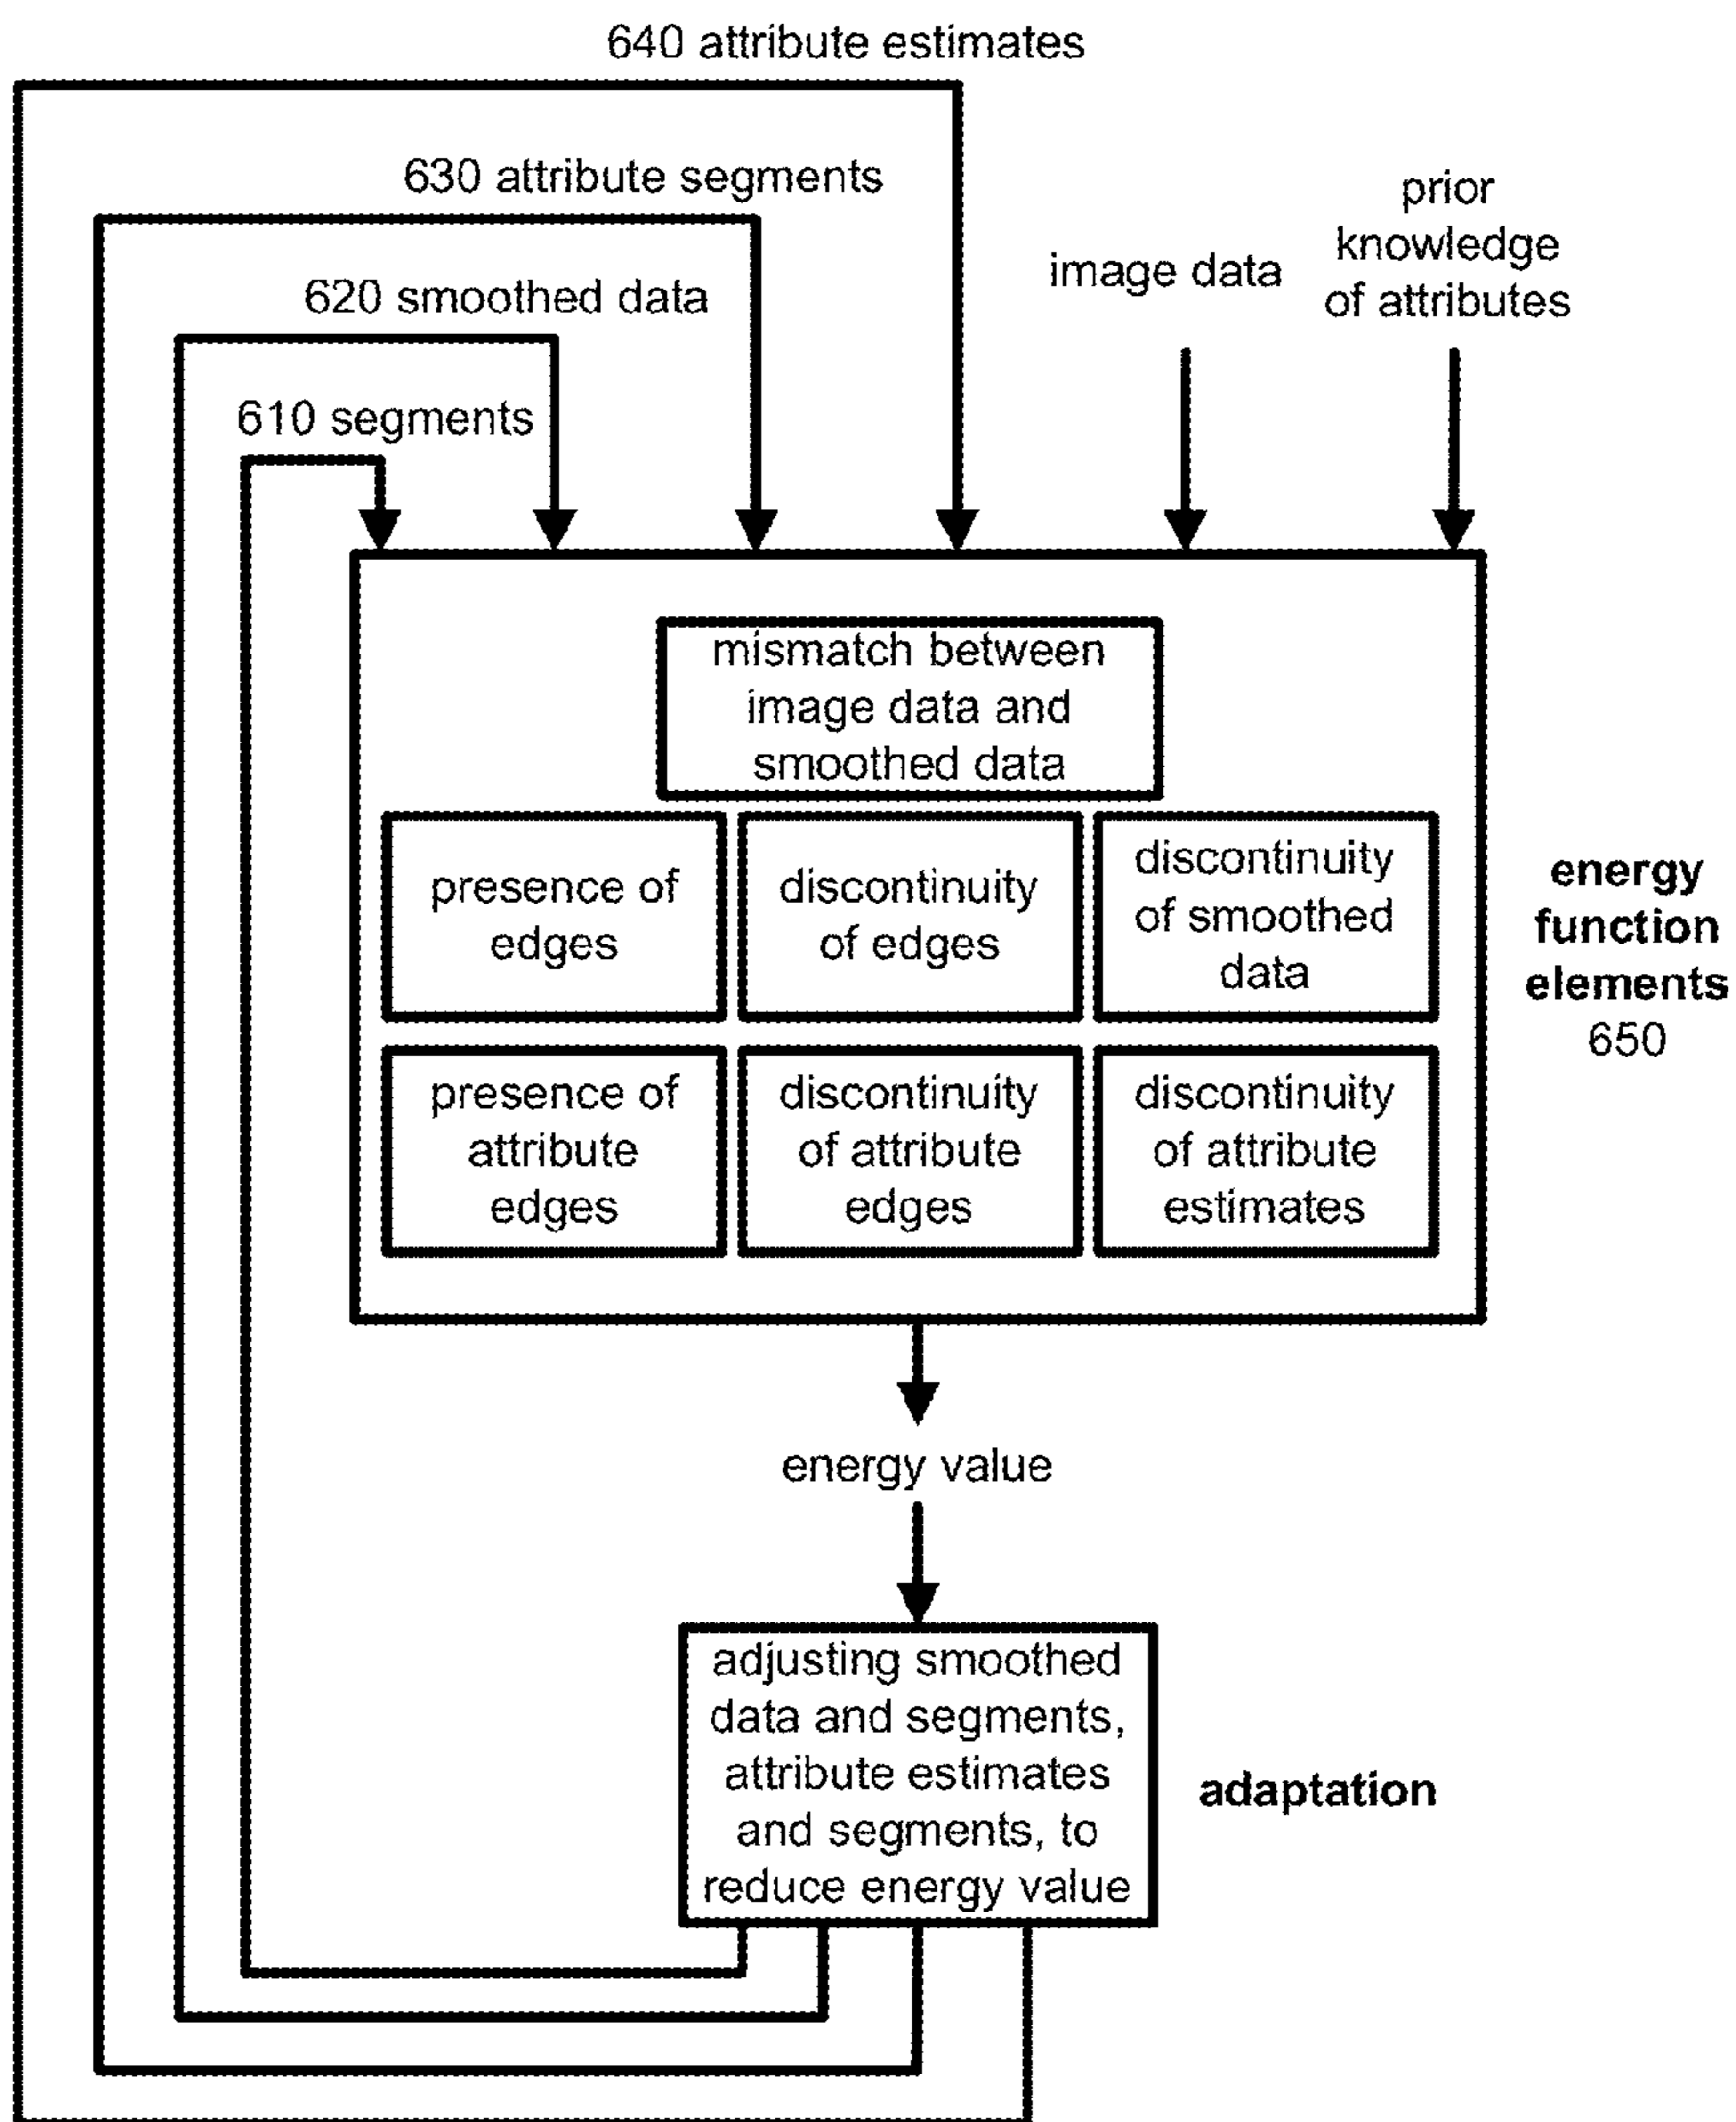 640 attribute estimates
630 attribute segments
620 smoothed data
610 segments
image data
prior
knowledge
of attributes
mismatch between
image data and
smoothed data
presence of
edges
discontinuity
of edges
discontinuity
of smoothed
data
presence of
attribute
edges
discontinuity
of attribute
edges
discontinuity
of attribute
estimates
energy
function
elements
650
energy value
adjusting smoothed
data and segments,
attribute estimates
and segments, to
reduce energy value
adaptation